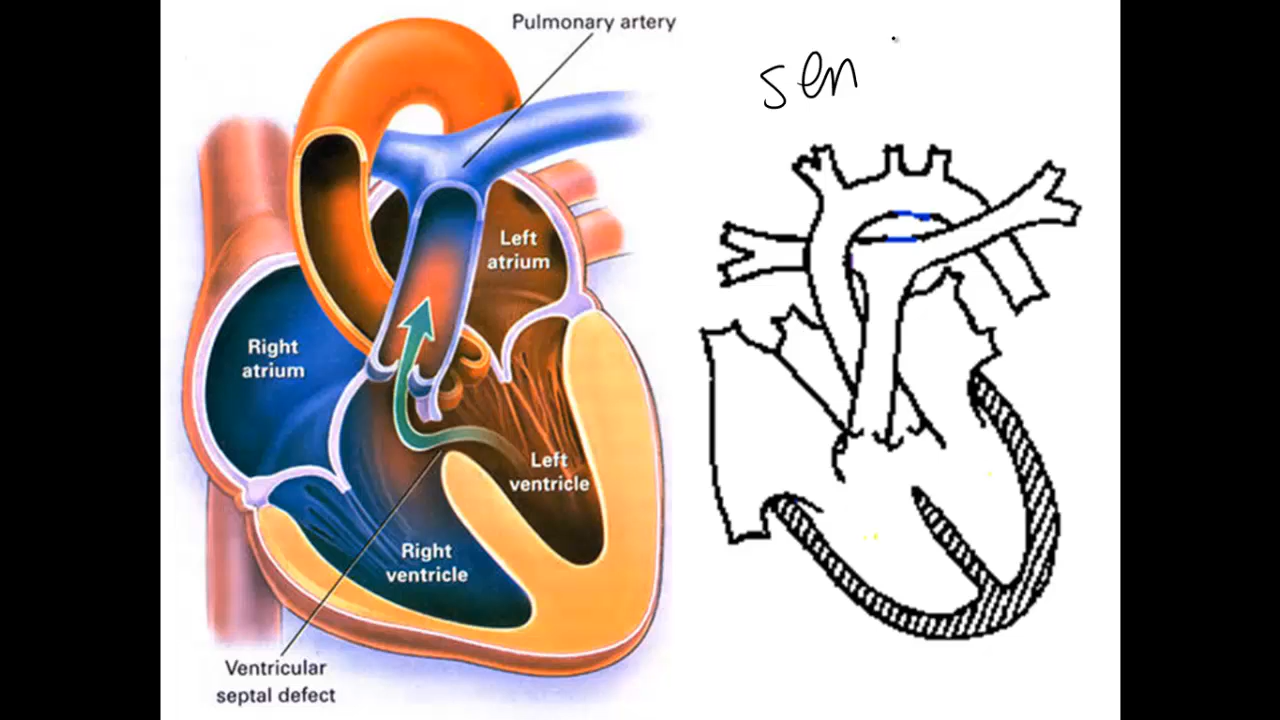 Pulmonary artery
sen
Left
atrium
Right
atrium
Left
ventricle
Right
ventricle
Ventricular
septal defect